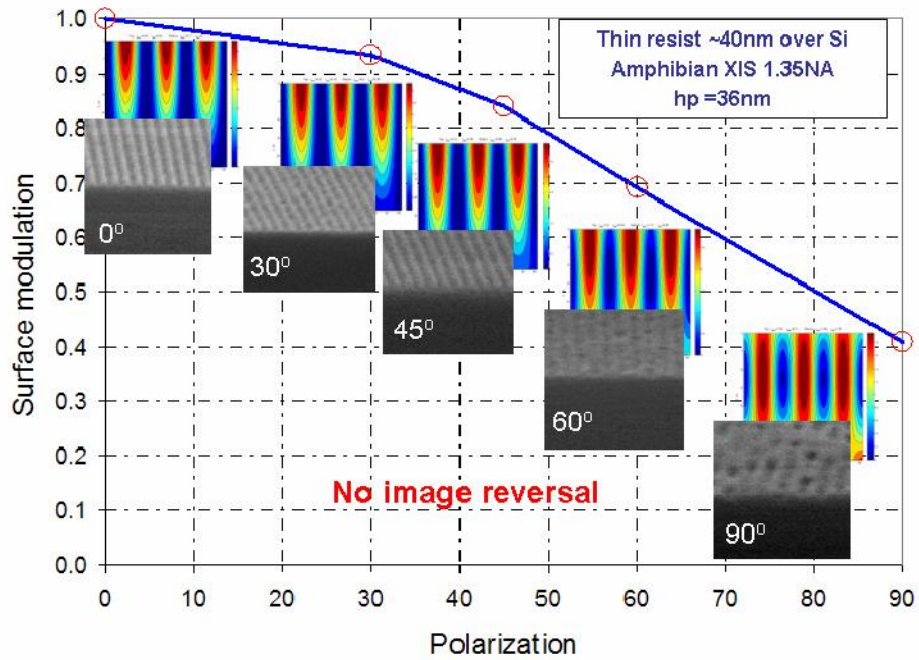 Thin resist ~40nm over Si
Amphibian XIS 1.35NA
hp =36nm
Surface modulation
1.0
0.9
0.8
0.7
0.6
0.5
0.4
0.3
0.2
0.1
0.0
0⁰
30⁰
45⁰
60⁰
90⁰
No image reversal
0 10 20 30 40 50 60 70 80 90
Polarization